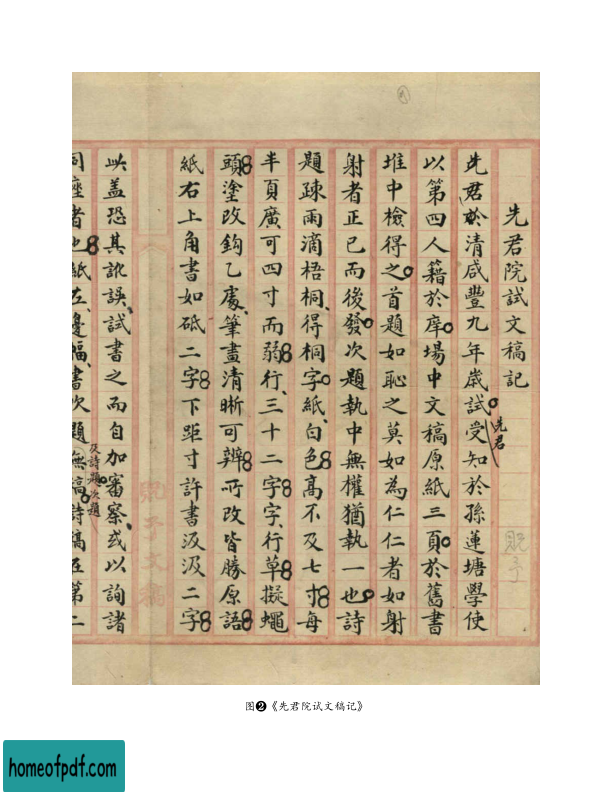 先君院試文稿記
貺予
先君於清咸豐九年歲試受知於孫蓮塘學使
先君
以第四人籍於庠場中文稿原紙三頁於舊書
堆中檢得之首題如恥之莫如為仁仁者如射
射者正已而後發次題執中無權猶執一也詩
題疎雨滴梧桐得桐字紙白色高不及七寸每
半頁廣可四寸而弱行三十二字字行草擬蠅
頭塗改鉤乙處筆畫清晰可辨所改皆勝原語
紙右上角書如砥二字下距寸許書汲汲二字
貺予文稿
此蓋恐其訛誤試書之而自加審察或以詢諸
及詩題次題
同座者也紙左邊幅書次題無稿詩稿在第二
图❷《先君院试文稿记》
homeofpdf.com